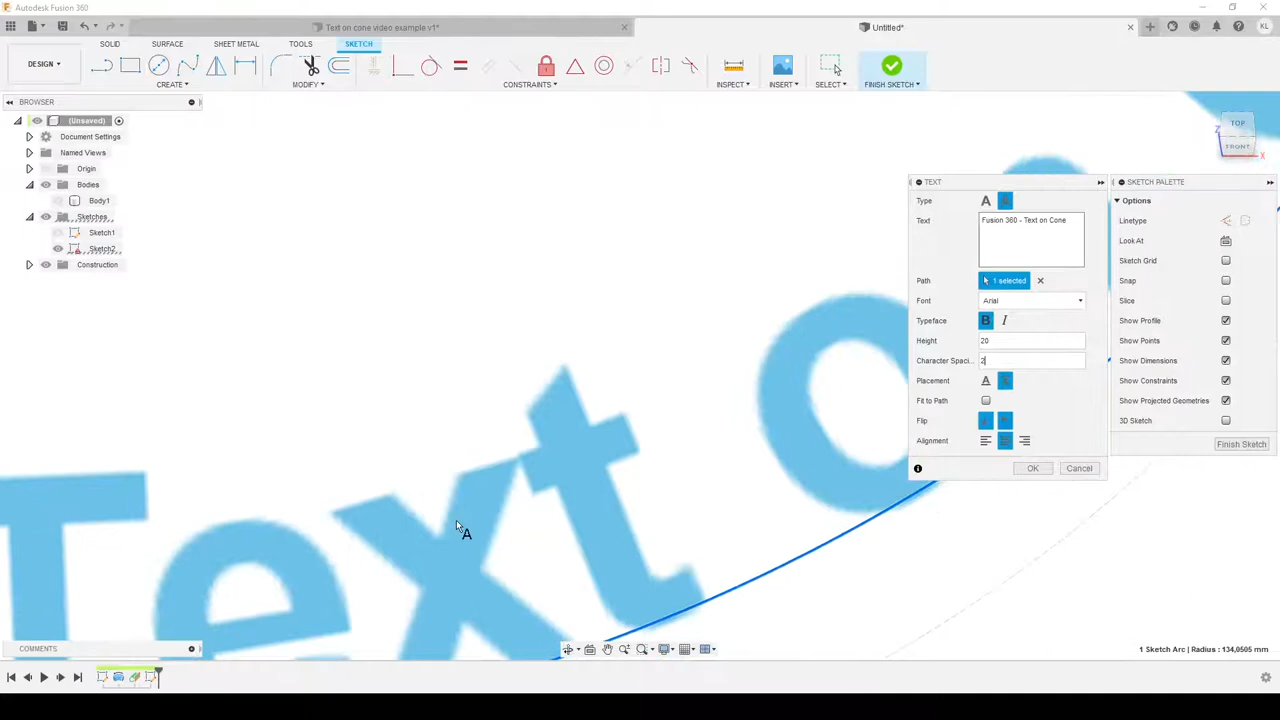 Autodesk Fusion 360
Text on cone video example v1*
Untitled*
KL
DESIGN
SOLID
SURFACE
SHEET METAL
TOOLS
SKETCH
CREATE
MODIFY
CONSTRAINTS
INSPECT
INSERT
SELECT
FINISH SKETCH
BROWSER
(Unsaved)
Document Settings
Named Views
Origin
Bodies
Body1
Sketches
Sketch1
Sketch2
Construction
TOP
FRONT
Z
X
TEXT
Type
A
Text
Fusion 360 - Text on Cone
Path
1 selected
Font
Arial
Typeface
B I
Height
20
Character Spaci...
2
Placement
A
Fit to Path
Flip
Alignment
OK
Cancel
SKETCH PALETTE
Options
Linetype
Look At
Sketch Grid
Snap
Slice
Show Profile
Show Points
Show Dimensions
Show Constraints
Show Projected Geometries
3D Sketch
Finish Sketch
Text o
A
COMMENTS
1 Sketch Arc | Radius : 134,0505 mm